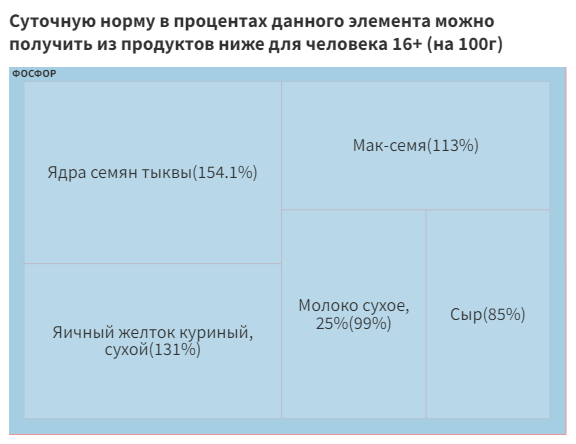 Суточную норму в процентах данного элемента можно
получить из продуктов ниже для человека 16+ (на 100г)
ФОСФОР
Ядра семян тыквы(154.1%)
Мак-семя(113%)
Яичный желток куриный,
сухой(131%)
Молоко сухое,
25%(99%)
Сыр(85%)